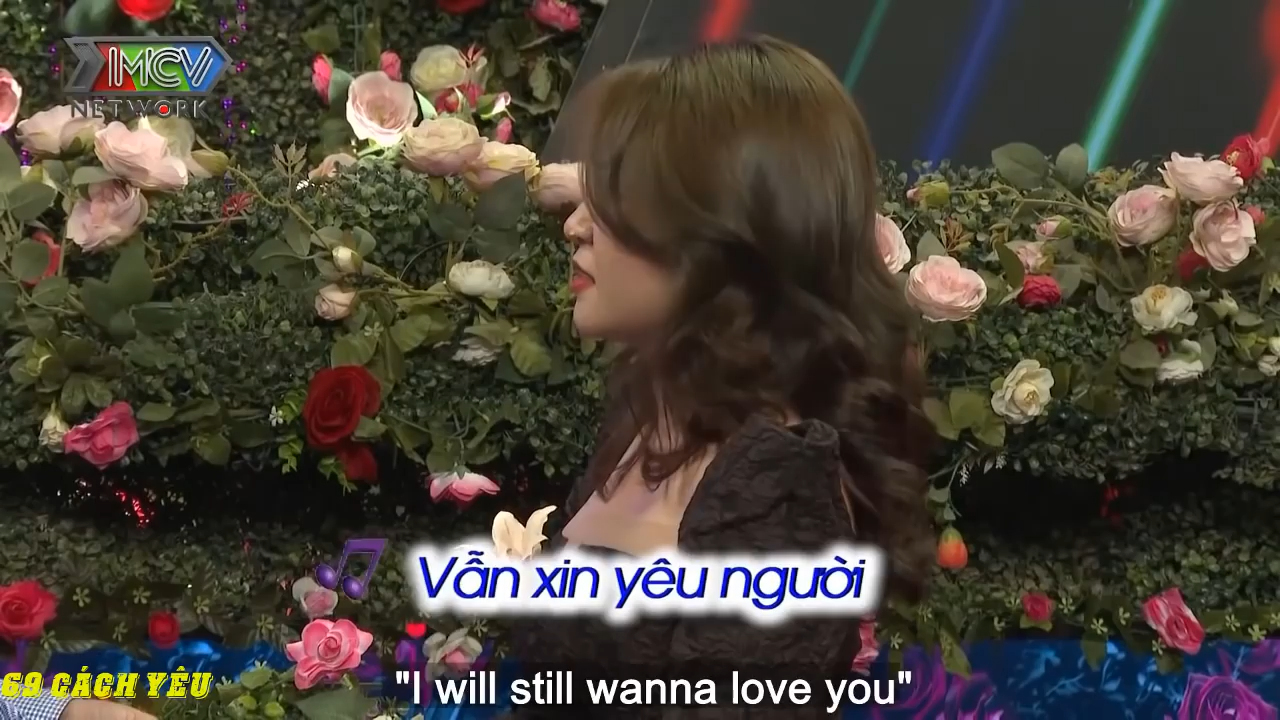 MCV
NETWORK
Vẫn xin yêu người
69 CÁCH YÊU
"I will still wanna love you"